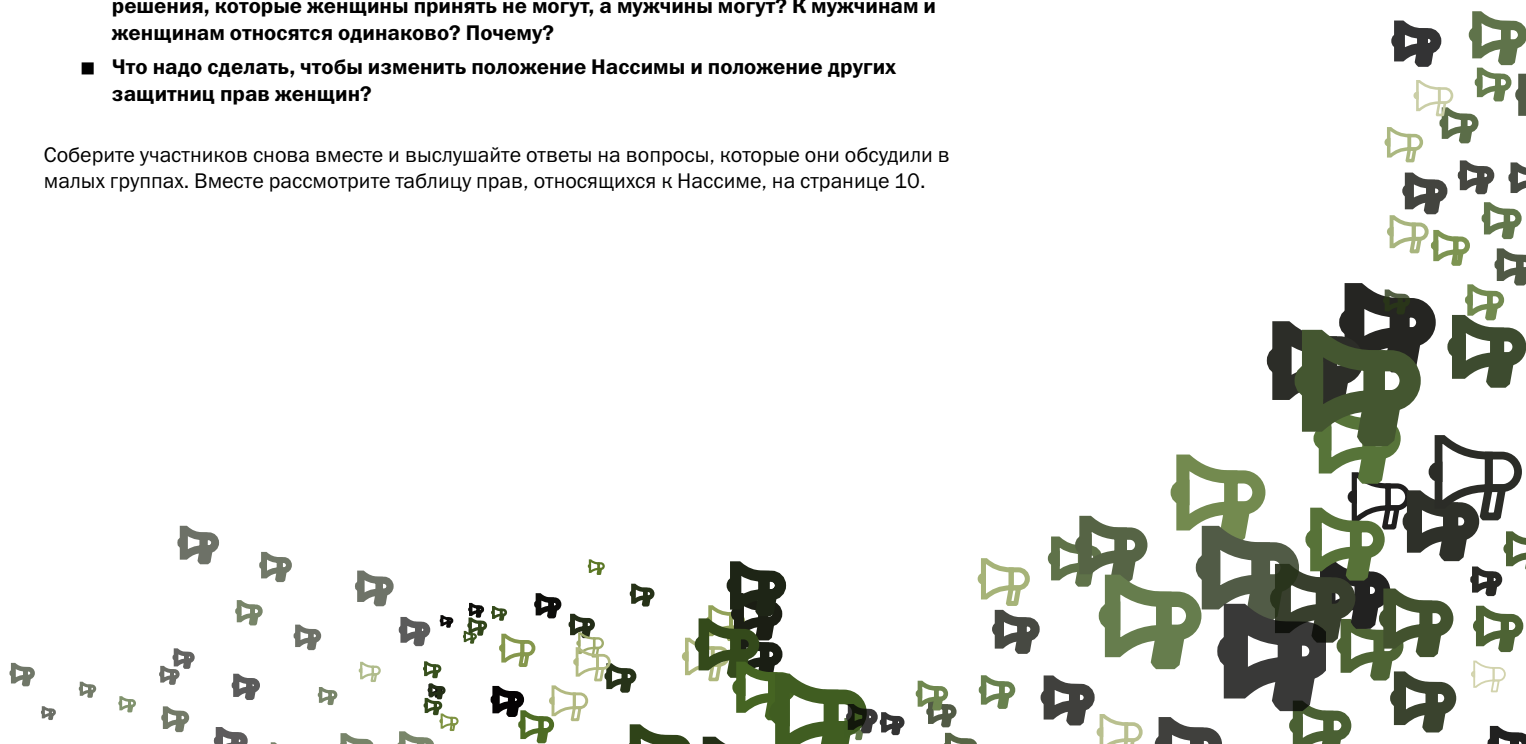 решения, которые женщины принять не могут, а мужчины могут? К мужчинам и
женщинам относятся одинаково? Почему?
■ Что надо сделать, чтобы изменить положение Нассимы и положение других
защитниц прав женщин?
Соберите участников снова вместе и выслушайте ответы на вопросы, которые они обсудили в
малых группах. Вместе рассмотрите таблицу прав, относящихся к Нассиме, на странице 10.